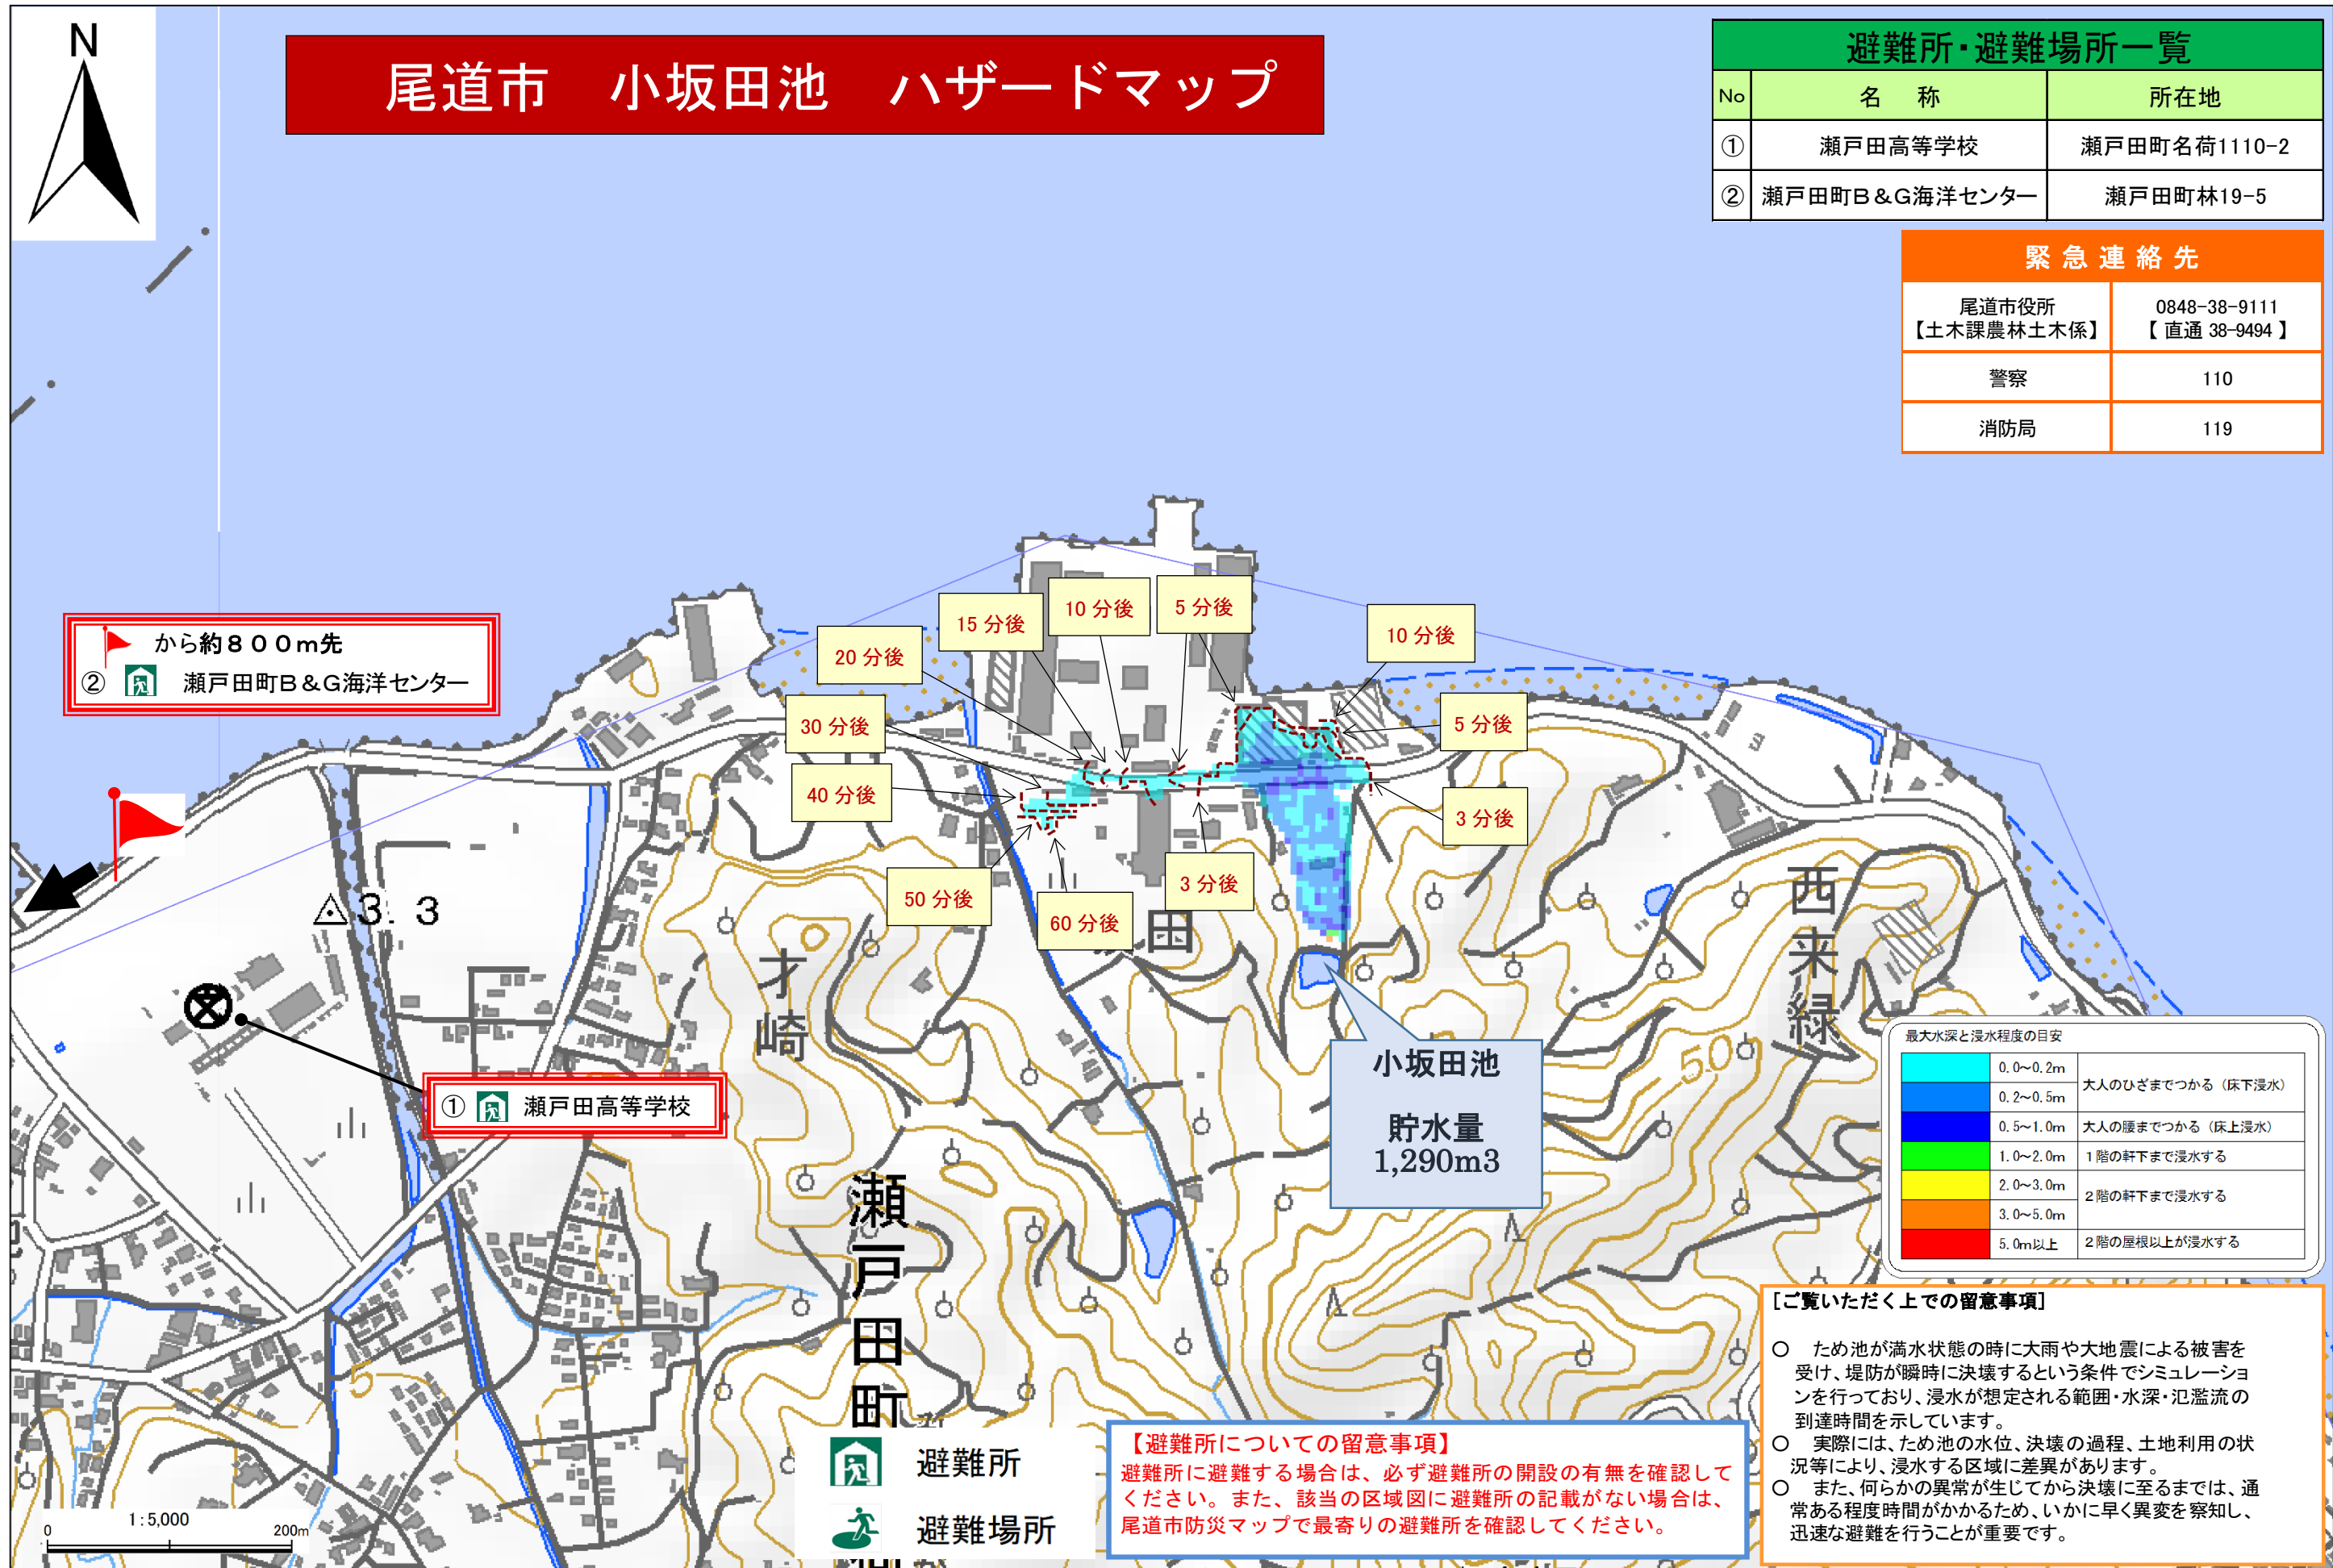 N
尾道市　小坂田池　ハザードマップ
避難所・避難場所一覧
No 名　称 所在地
① 瀬戸田高等学校 瀬戸田町名荷1110-2
② 瀬戸田町B&G海洋センター 瀬戸田町林19-5
緊急連絡先
尾道市役所
【土木課農林土木係】
0848-38-9111
【 直通 38-9494 】
警察 110
消防局 119
から約８００ｍ先
② 瀬戸田町B&G海洋センター
20 分後
15 分後
10 分後
5 分後
10 分後
30 分後
5 分後
40 分後
3 分後
50 分後
60 分後
3 分後
田
3.3
才崎
西来緑
50
① 瀬戸田高等学校
小坂田池
貯水量
1,290m3
瀬戸田町
5
最大水深と浸水程度の目安
0.0～0.2m
0.2～0.5m
大人のひざまでつかる（床下浸水）
0.5～1.0m 大人の腰までつかる（床上浸水）
1.0～2.0m １階の軒下まで浸水する
2.0～3.0m
3.0～5.0m
２階の軒下まで浸水する
5.0m以上 ２階の屋根以上が浸水する
[ご覧いただく上での留意事項]
○　ため池が満水状態の時に大雨や大地震による被害を
受け、堤防が瞬時に決壊するという条件でシミュレーショ
ンを行っており、浸水が想定される範囲・水深・氾濫流の
到達時間を示しています。
○　実際には、ため池の水位、決壊の過程、土地利用の状
況等により、浸水する区域に差異があります。
○　また、何らかの異常が生じてから決壊に至るまでは、通
常ある程度時間がかかるため、いかに早く異変を察知し、
迅速な避難を行うことが重要です。
避難所
避難場所
【避難所についての留意事項】
避難所に避難する場合は、必ず避難所の開設の有無を確認して
ください。また、該当の区域図に避難所の記載がない場合は、
尾道市防災マップで最寄りの避難所を確認してください。
1:5,000
0 200m